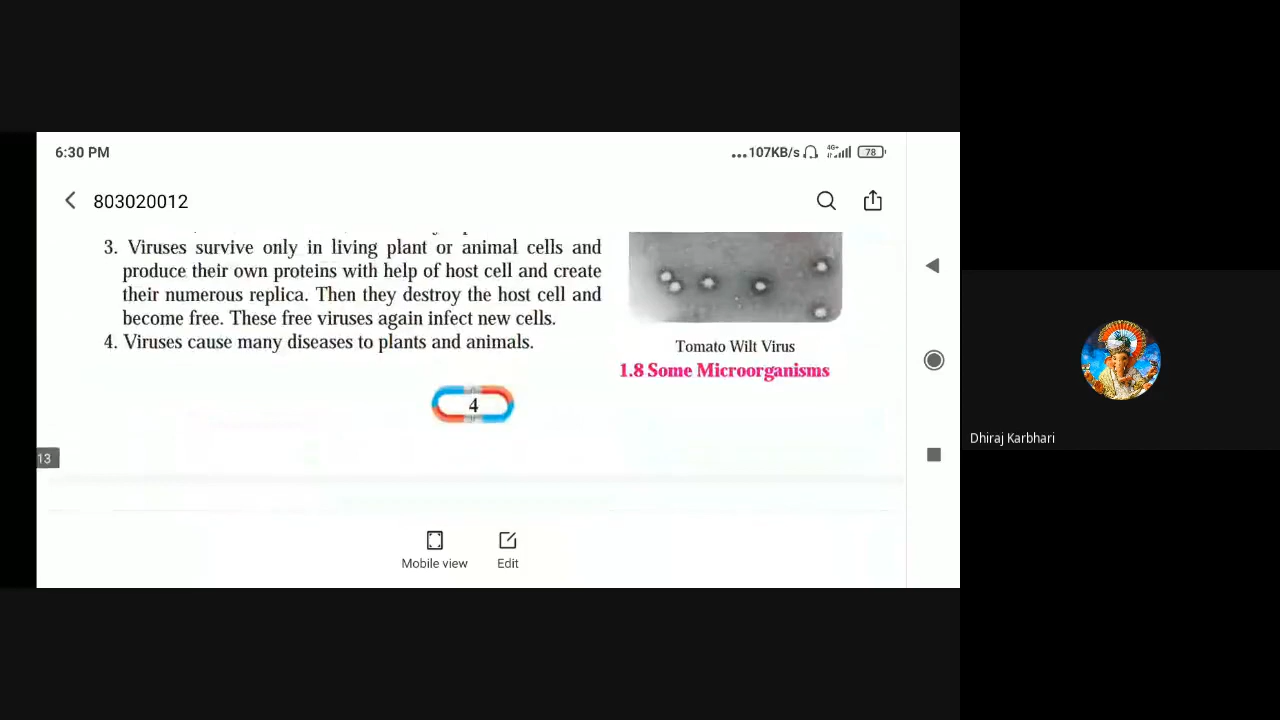 6:30 PM
...107KB/s 4G+ 78
803020012
3. Viruses survive only in living plant or animal cells and
produce their own proteins with help of host cell and create
their numerous replica. Then they destroy the host cell and
become free. These free viruses again infect new cells.
4. Viruses cause many diseases to plants and animals.
Tomato Wilt Virus
1.8 Some Microorganisms
4
13
Mobile view
Edit
Dhiraj Karbhari